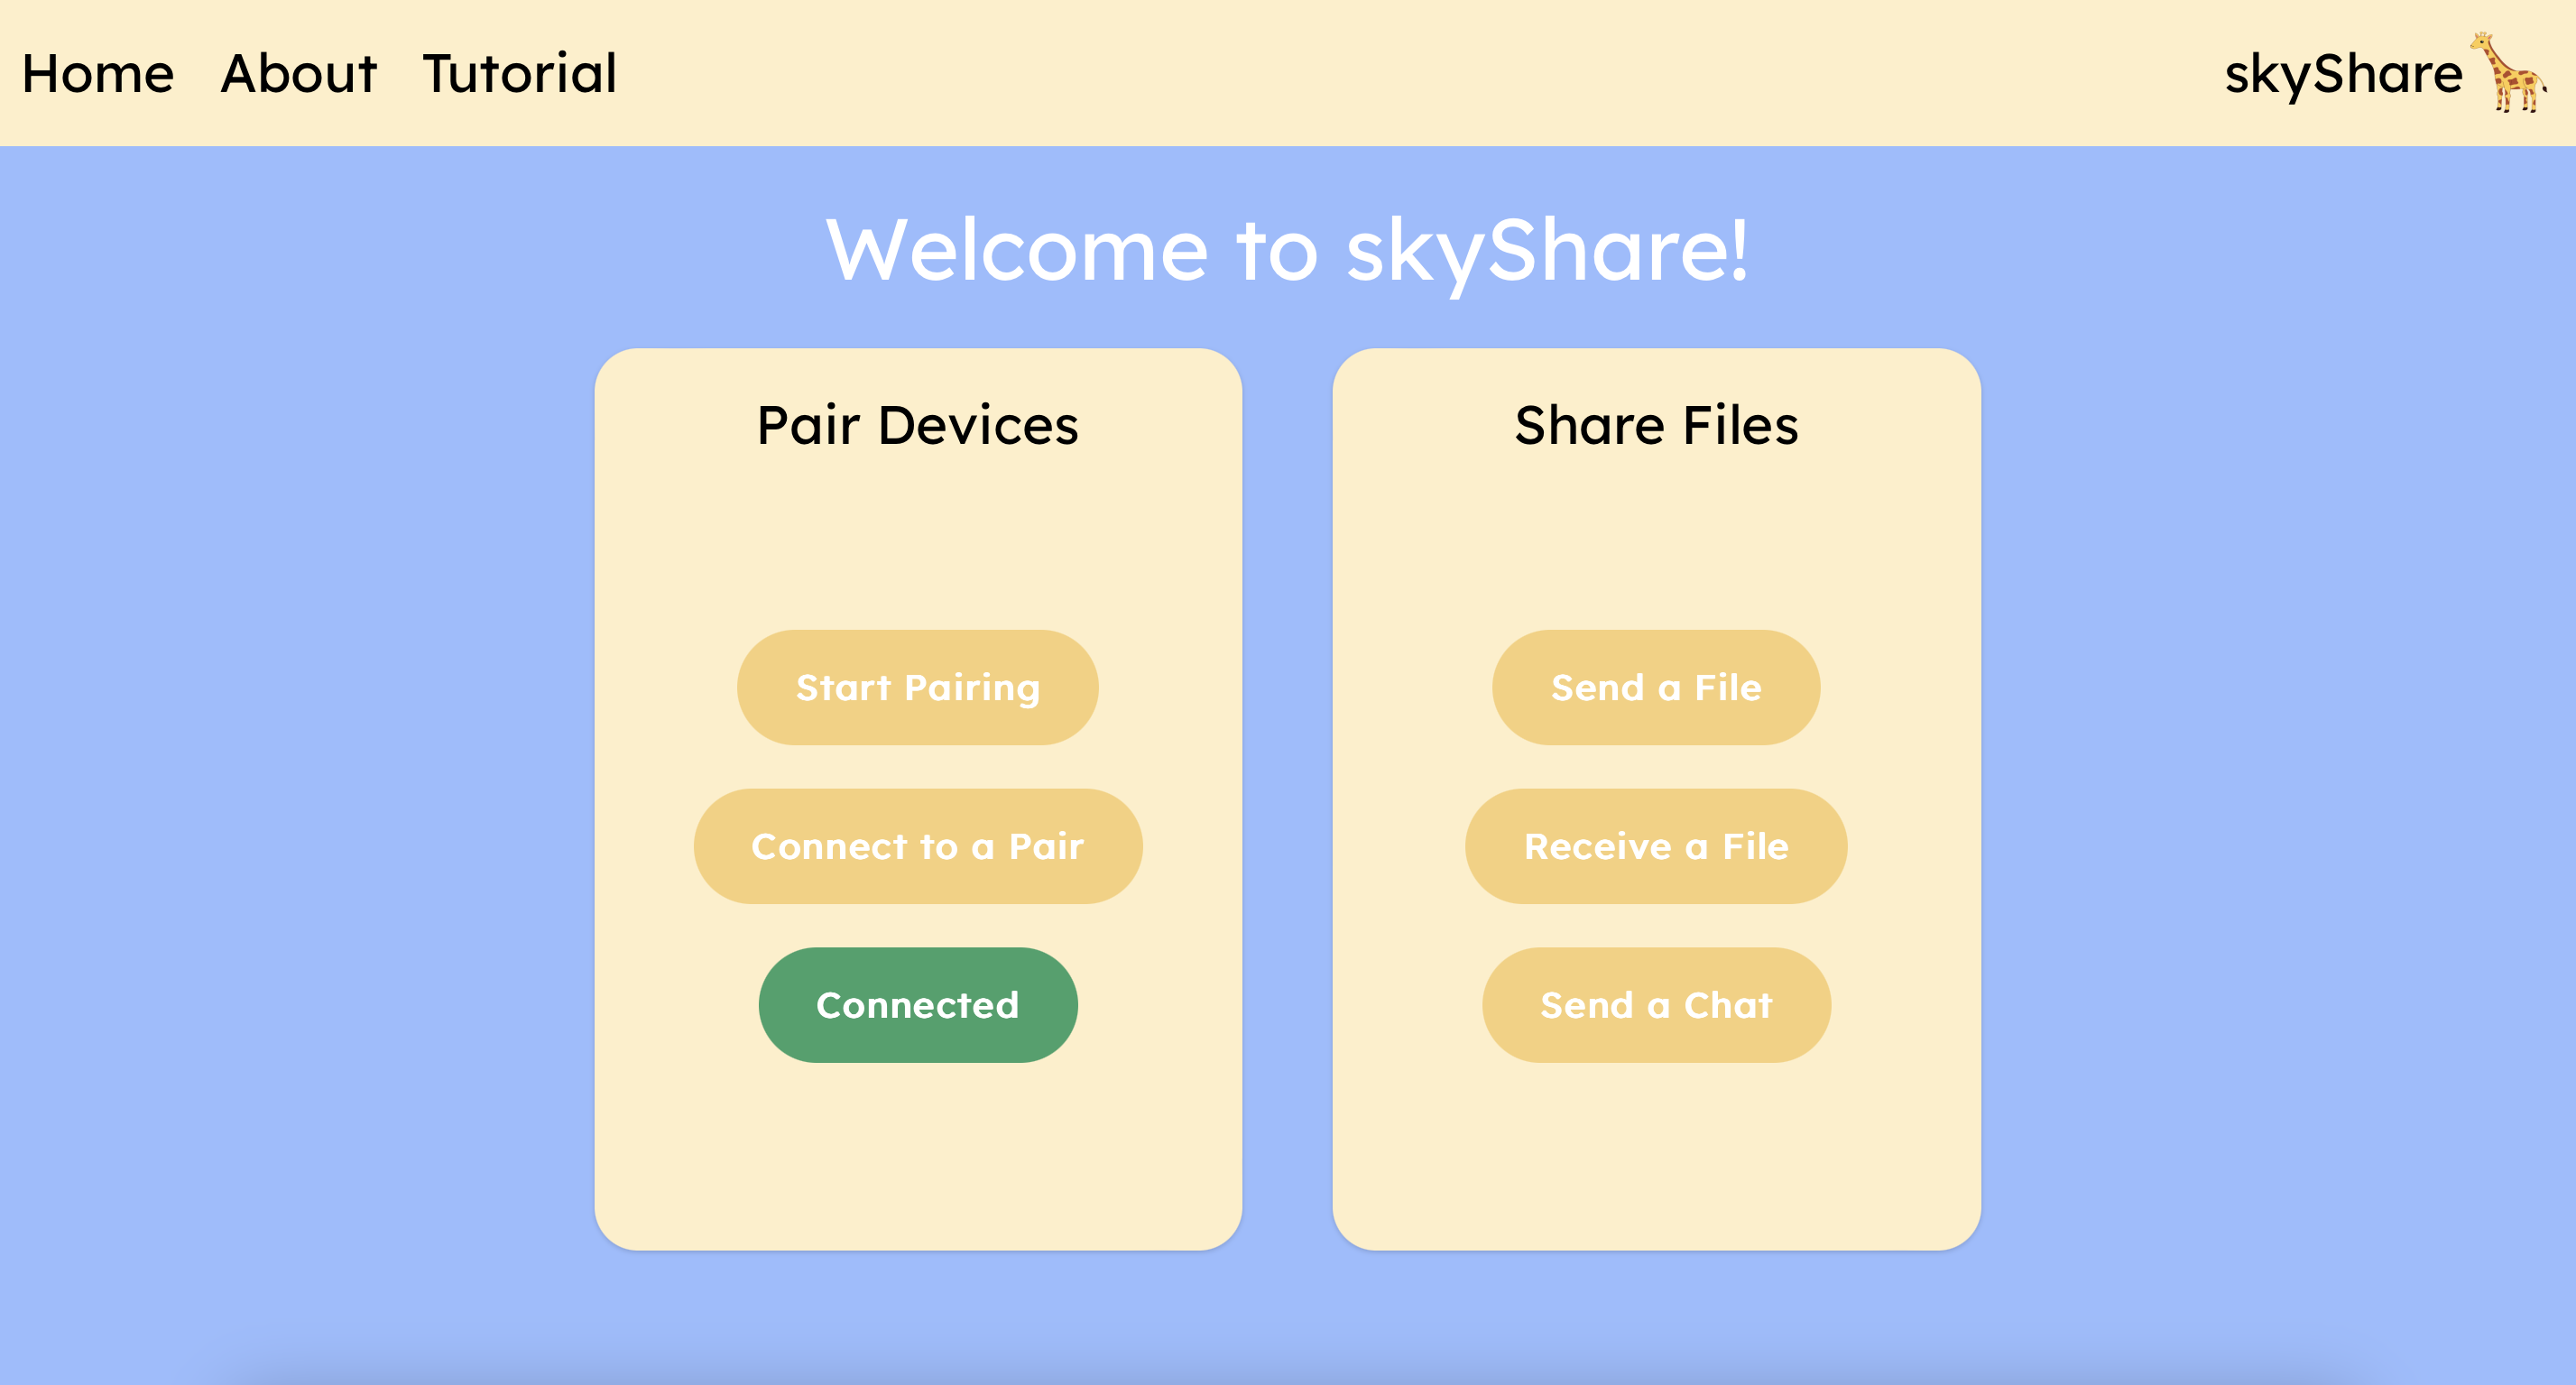 Home About Tutorial skyShare
Welcome to skyShare!
Pair Devices
Start Pairing
Connect to a Pair
Connected
Share Files
Send a File
Receive a File
Send a Chat